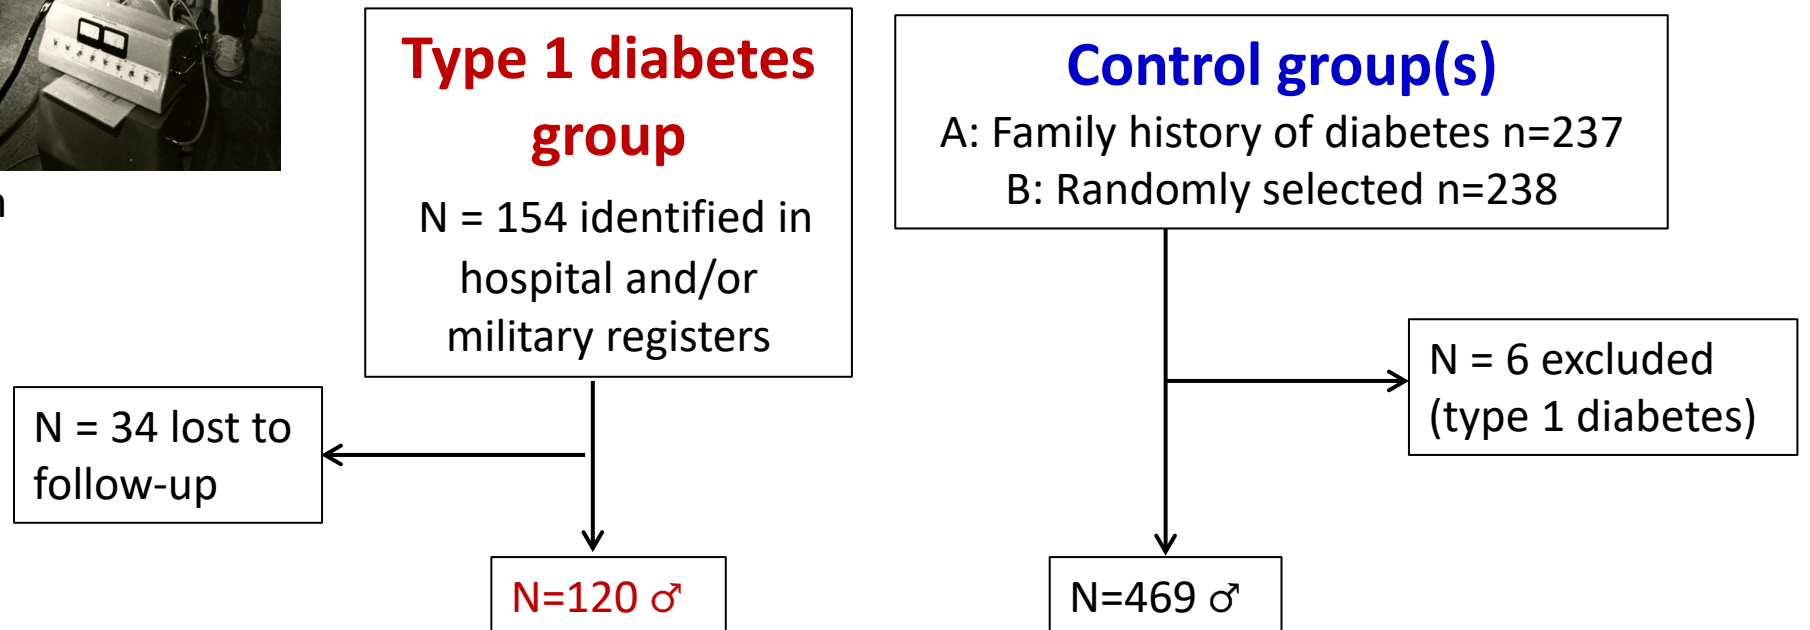 Type 1 diabetes
group
N = 154 identified in
hospital and/or
military registers
Control group(s)
A: Family history of diabetes n=237
B: Randomly selected n=238
N = 6 excluded
(type 1 diabetes)
N = 34 lost to
follow-up
N=120 ♂
N=469 ♂